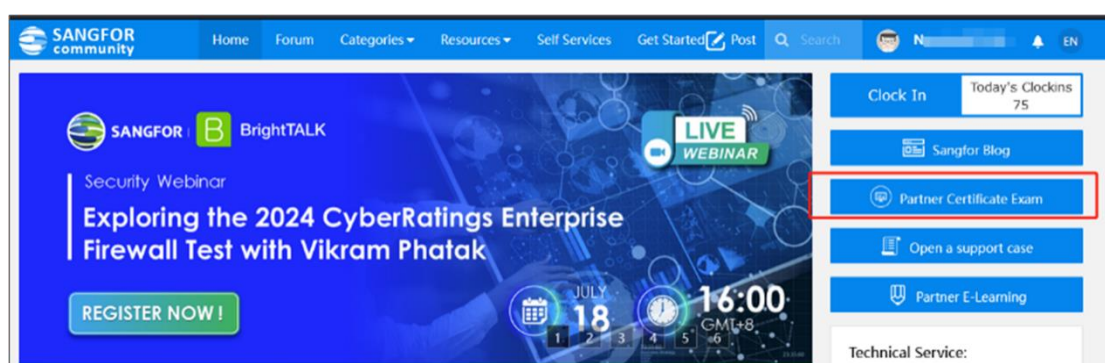 SANGFOR
community
Home
Forum
Categories
Resources
Self Services
Get Started
Post
Search
N
EN
SANGFOR
B BrightTALK
LIVE
WEBINAR
Security Webinar
Exploring the 2024 CyberRatings Enterprise
Firewall Test with Vikram Phatak
REGISTER NOW !
JULY
18
16:00
GMT+8
1 2 3 4 5 6
Clock In
Today's Clockins
75
Sangfor Blog
Partner Certificate Exam
Open a support case
Partner E-Learning
Technical Service: